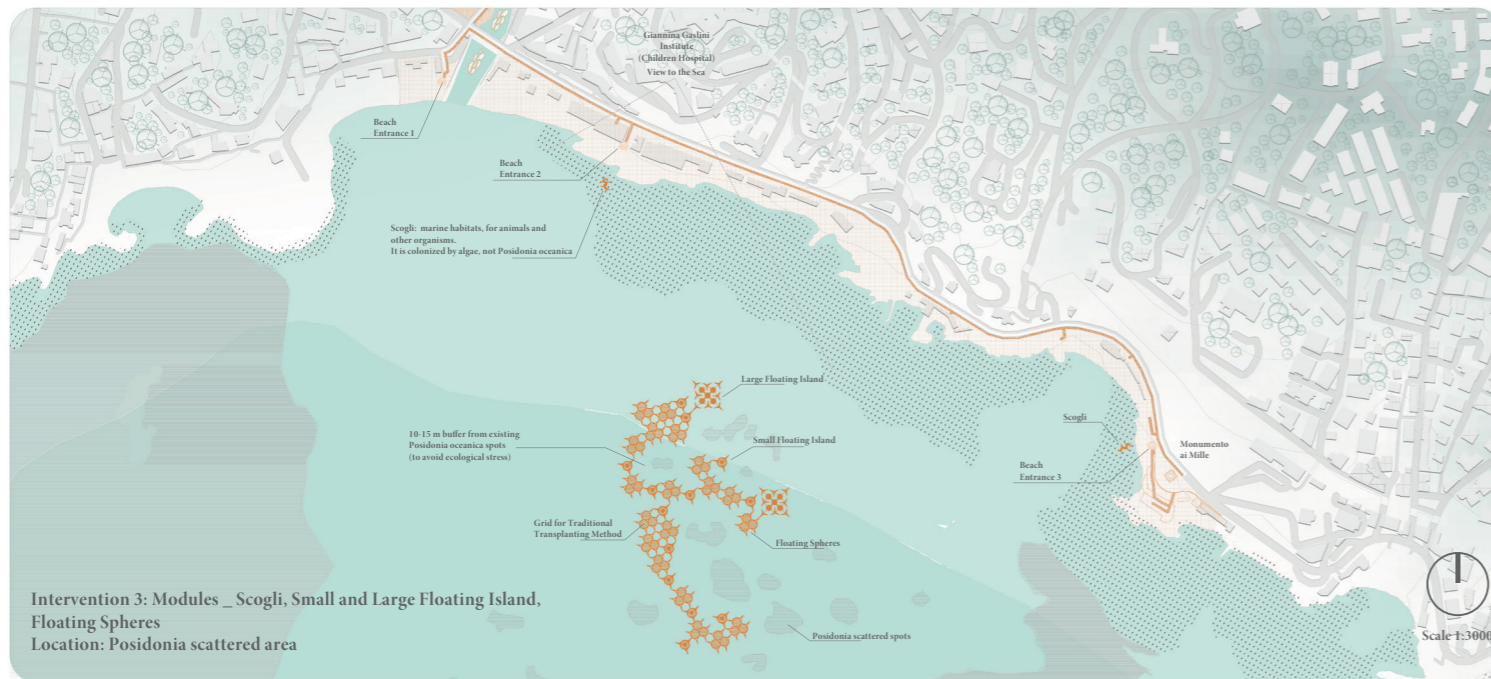 Giannina Gaslini
Institute
(Children Hospital)
View to the Sea
Beach
Entrance 1
Beach
Entrance 2
Scogli: marine habitats, for animals and
other organisms.
It is colonized by algae, not Posidonia oceanica
Large Floating Island
10-15 m buffer from existing
Posidonia oceanica spots
(to avoid ecological stress)
Small Floating Island
Scogli
Monumento
ai Mille
Beach
Entrance 3
Grid for Traditional
Transplanting Method
Floating Spheres
Posidonia scattered spots
Intervention 3: Modules _ Scogli, Small and Large Floating Island,
Floating Spheres
Location: Posidonia scattered area
Scale 1:3000